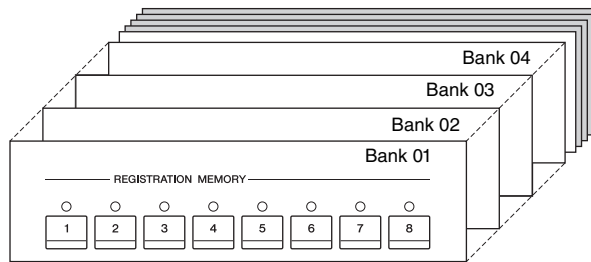 Bank 04
Bank 03
Bank 02
Bank 01
REGISTRATION MEMORY
1 2 3 4 5 6 7 8